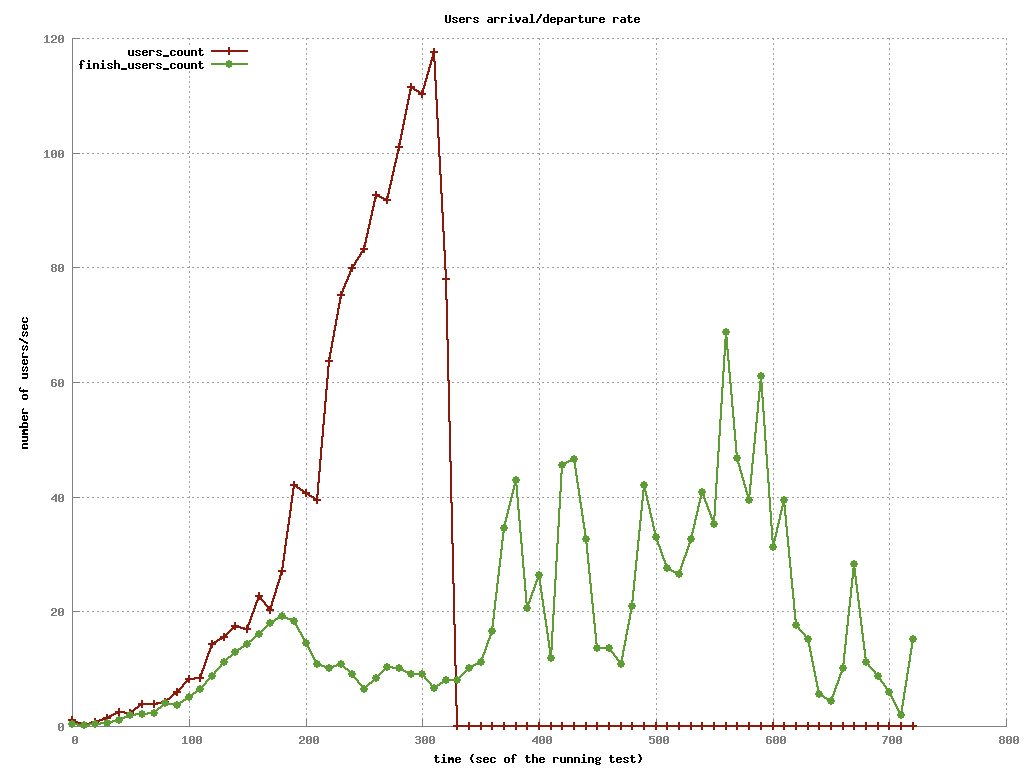 Users arrival/departure rate
120
users_count
finish_users_count
100
80
60
40
20
0
number of users/sec
0 100 200 300 400 500 600 700 800
time (sec of the running test)